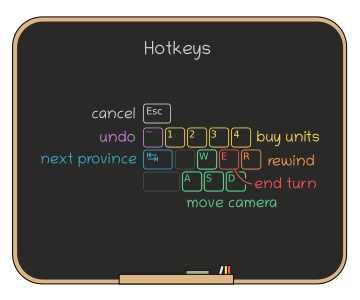 Hotkeys
cancel Esc
undo ~ 1 2 3 4 buy units
next province W E R rewind
A S D end turn
move camera